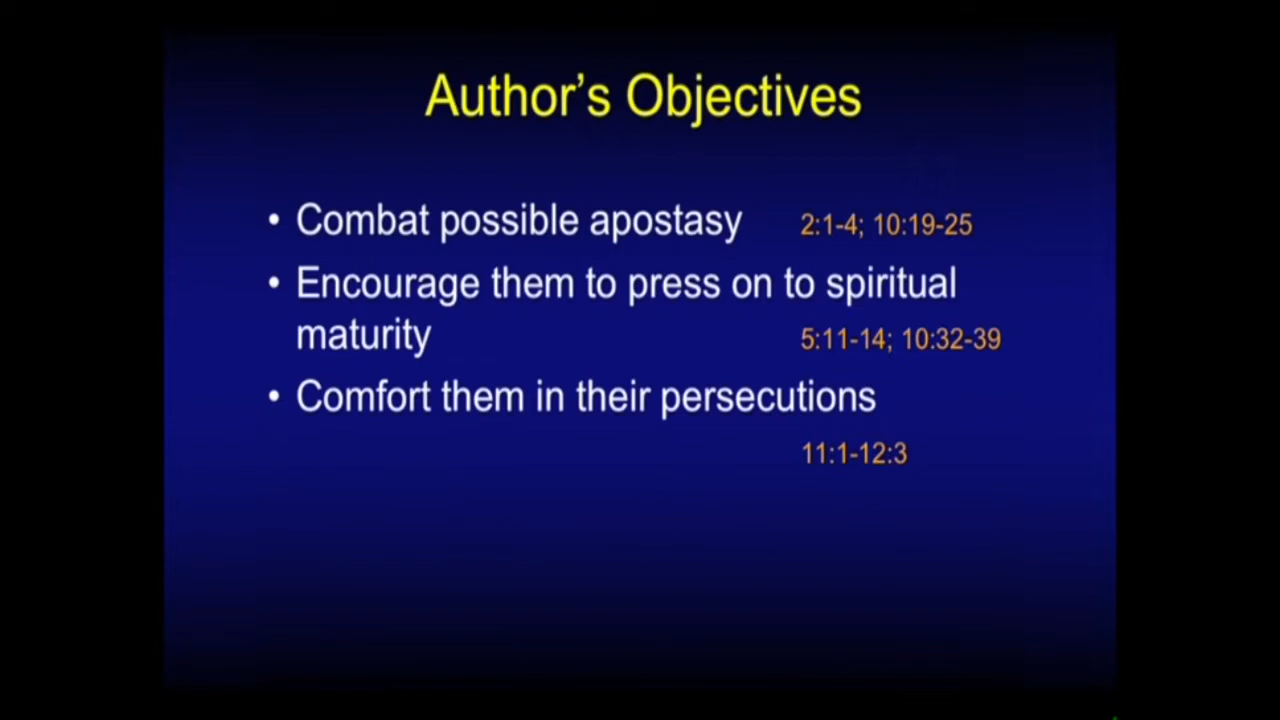 Author’s Objectives
• Combat possible apostasy 2:1-4; 10:19-25
• Encourage them to press on to spiritual
maturity 5:11-14; 10:32-39
• Comfort them in their persecutions
11:1-12:3